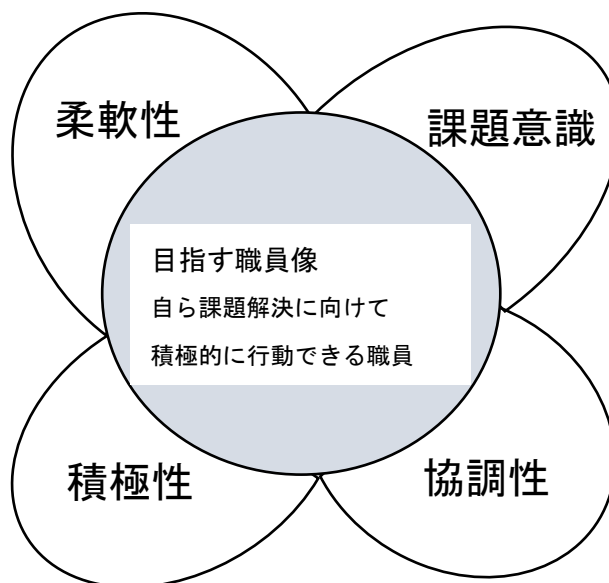 柔軟性
課題意識
目指す職員像
自ら課題解決に向けて
積極的に行動できる職員
積極性
協調性